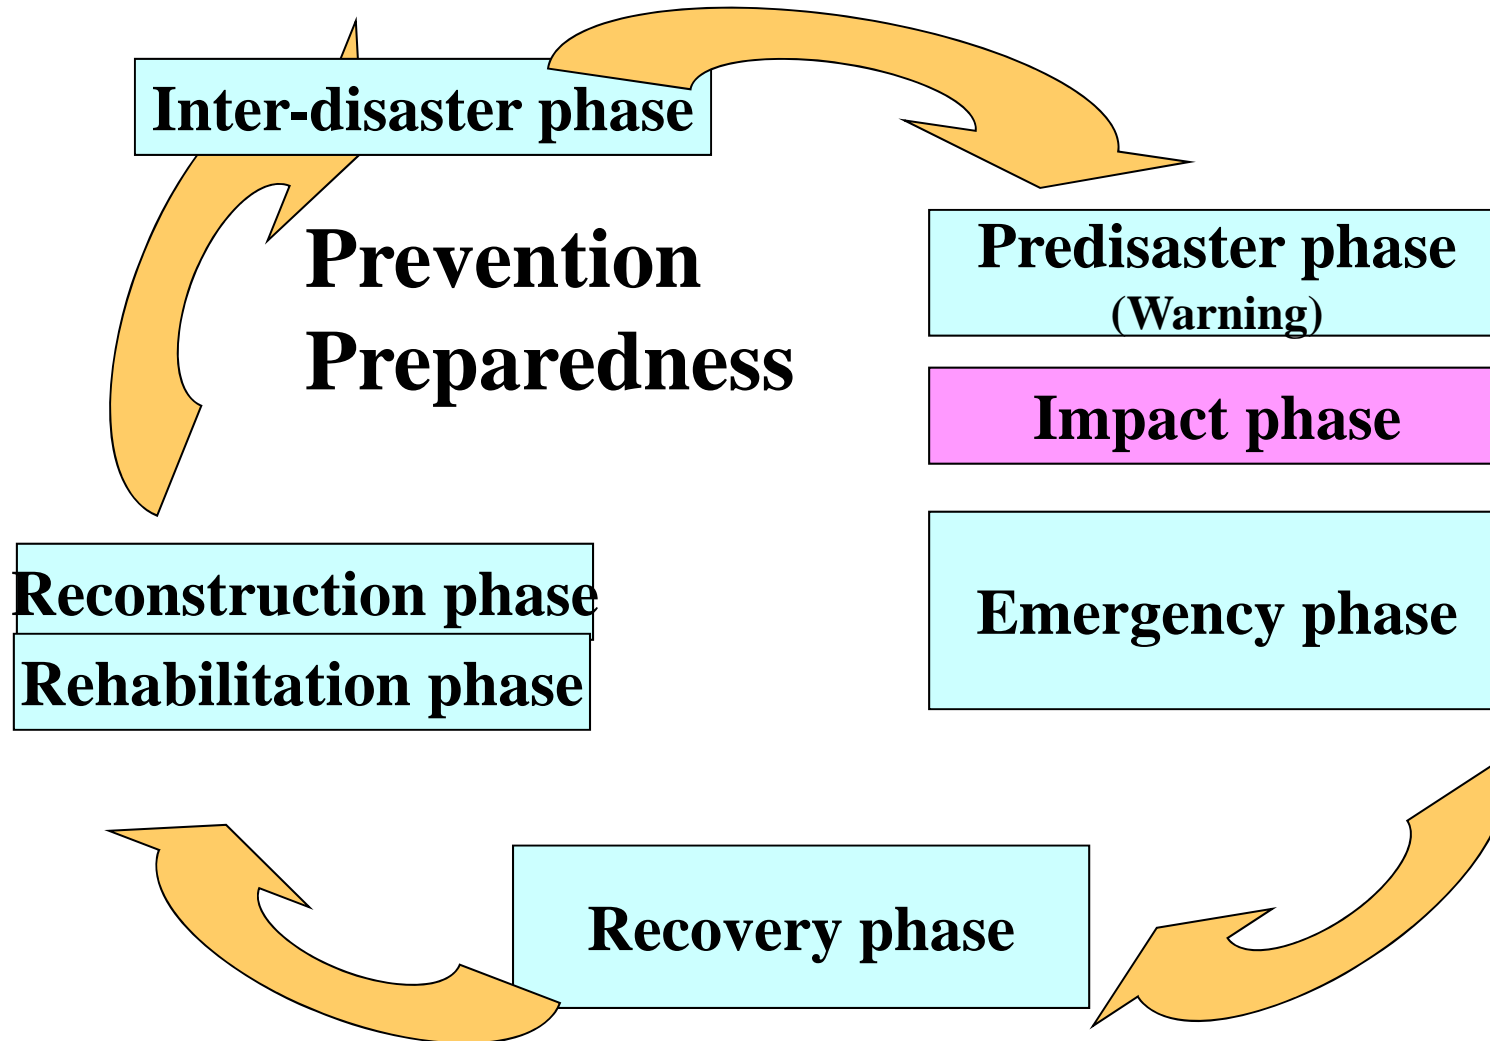 Inter-disaster phase
Prevention
Preparedness
Predisaster phase
(Warning)
Impact phase
Emergency phase
Reconstruction phase
Rehabilitation phase
Recovery phase